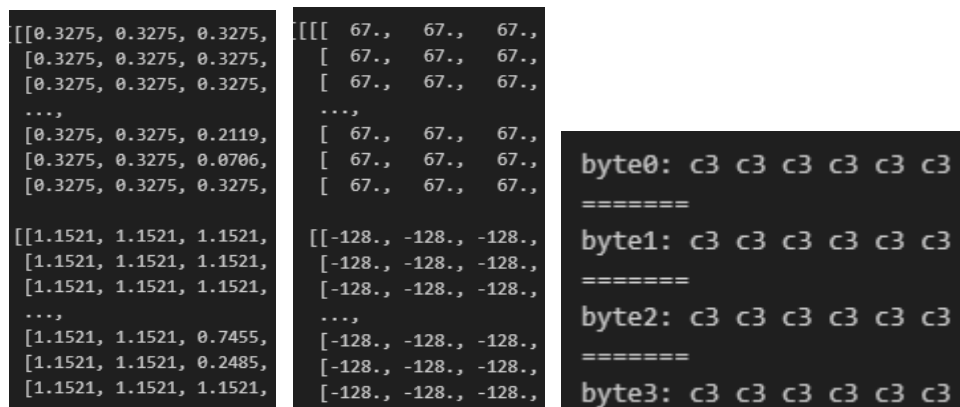 [[[0.3275, 0.3275, 0.3275,
[0.3275, 0.3275, 0.3275,
[0.3275, 0.3275, 0.3275,
...,
[0.3275, 0.3275, 0.2119,
[0.3275, 0.3275, 0.0706,
[0.3275, 0.3275, 0.3275,
[[1.1521, 1.1521, 1.1521,
[1.1521, 1.1521, 1.1521,
[1.1521, 1.1521, 1.1521,
...,
[1.1521, 1.1521, 0.7455,
[1.1521, 1.1521, 0.2485,
[1.1521, 1.1521, 1.1521,
[[[[ 67., 67., 67.,
[ 67., 67., 67.,
[ 67., 67., 67.,
...,
[ 67., 67., 67.,
[ 67., 67., 67.,
[ 67., 67., 67.,
[[-128., -128., -128.,
[-128., -128., -128.,
[-128., -128., -128.,
...,
[-128., -128., -128.,
[-128., -128., -128.,
[-128., -128., -128.,
byte0: c3 c3 c3 c3 c3 c3
=======
byte1: c3 c3 c3 c3 c3 c3
=======
byte2: c3 c3 c3 c3 c3 c3
=======
byte3: c3 c3 c3 c3 c3 c3